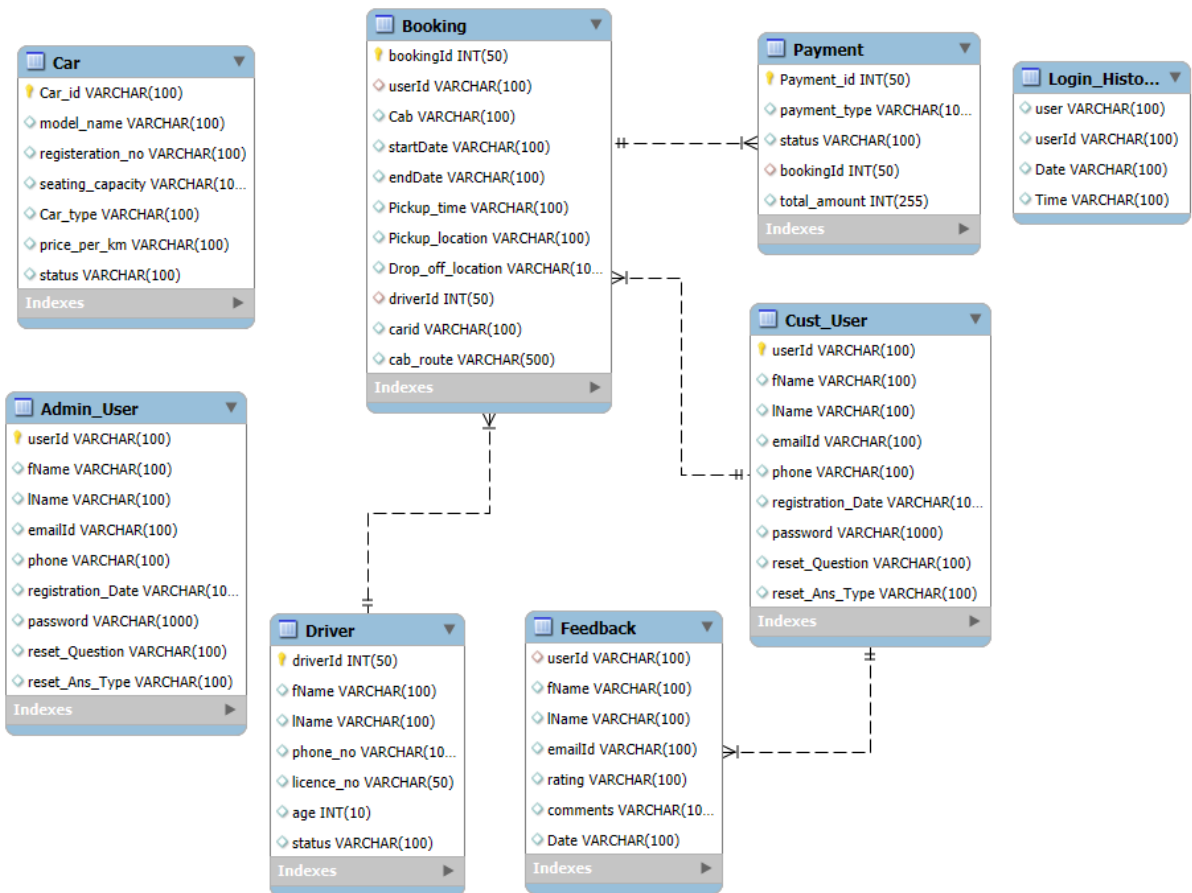 Car
Car_id VARCHAR(100)
model_name VARCHAR(100)
registeration_no VARCHAR(100)
seating_capacity VARCHAR(10...
Car_type VARCHAR(100)
price_per_km VARCHAR(100)
status VARCHAR(100)
Indexes
Booking
bookingId INT(50)
userId VARCHAR(100)
Cab VARCHAR(100)
startDate VARCHAR(100)
endDate VARCHAR(100)
Pickup_time VARCHAR(100)
Pickup_location VARCHAR(100)
Drop_off_location VARCHAR(10...
driverId INT(50)
carid VARCHAR(100)
cab_route VARCHAR(500)
Indexes
Payment
Payment_id INT(50)
payment_type VARCHAR(10...
status VARCHAR(100)
bookingId INT(50)
total_amount INT(255)
Indexes
Login_Histo...
user VARCHAR(100)
userId VARCHAR(100)
Date VARCHAR(100)
Time VARCHAR(100)
Cust_User
userId VARCHAR(100)
fName VARCHAR(100)
lName VARCHAR(100)
emailId VARCHAR(100)
phone VARCHAR(100)
registration_Date VARCHAR(10...
password VARCHAR(1000)
reset_Question VARCHAR(100)
reset_Ans_Type VARCHAR(100)
Indexes
Admin_User
userId VARCHAR(100)
fName VARCHAR(100)
lName VARCHAR(100)
emailId VARCHAR(100)
phone VARCHAR(100)
registration_Date VARCHAR(10...
password VARCHAR(1000)
reset_Question VARCHAR(100)
reset_Ans_Type VARCHAR(100)
Indexes
Driver
driverId INT(50)
fName VARCHAR(100)
lName VARCHAR(100)
phone_no VARCHAR(10...
licence_no VARCHAR(50)
age INT(10)
status VARCHAR(100)
Indexes
Feedback
userId VARCHAR(100)
fName VARCHAR(100)
lName VARCHAR(100)
emailId VARCHAR(100)
rating VARCHAR(100)
comments VARCHAR(10...
Date VARCHAR(100)
Indexes